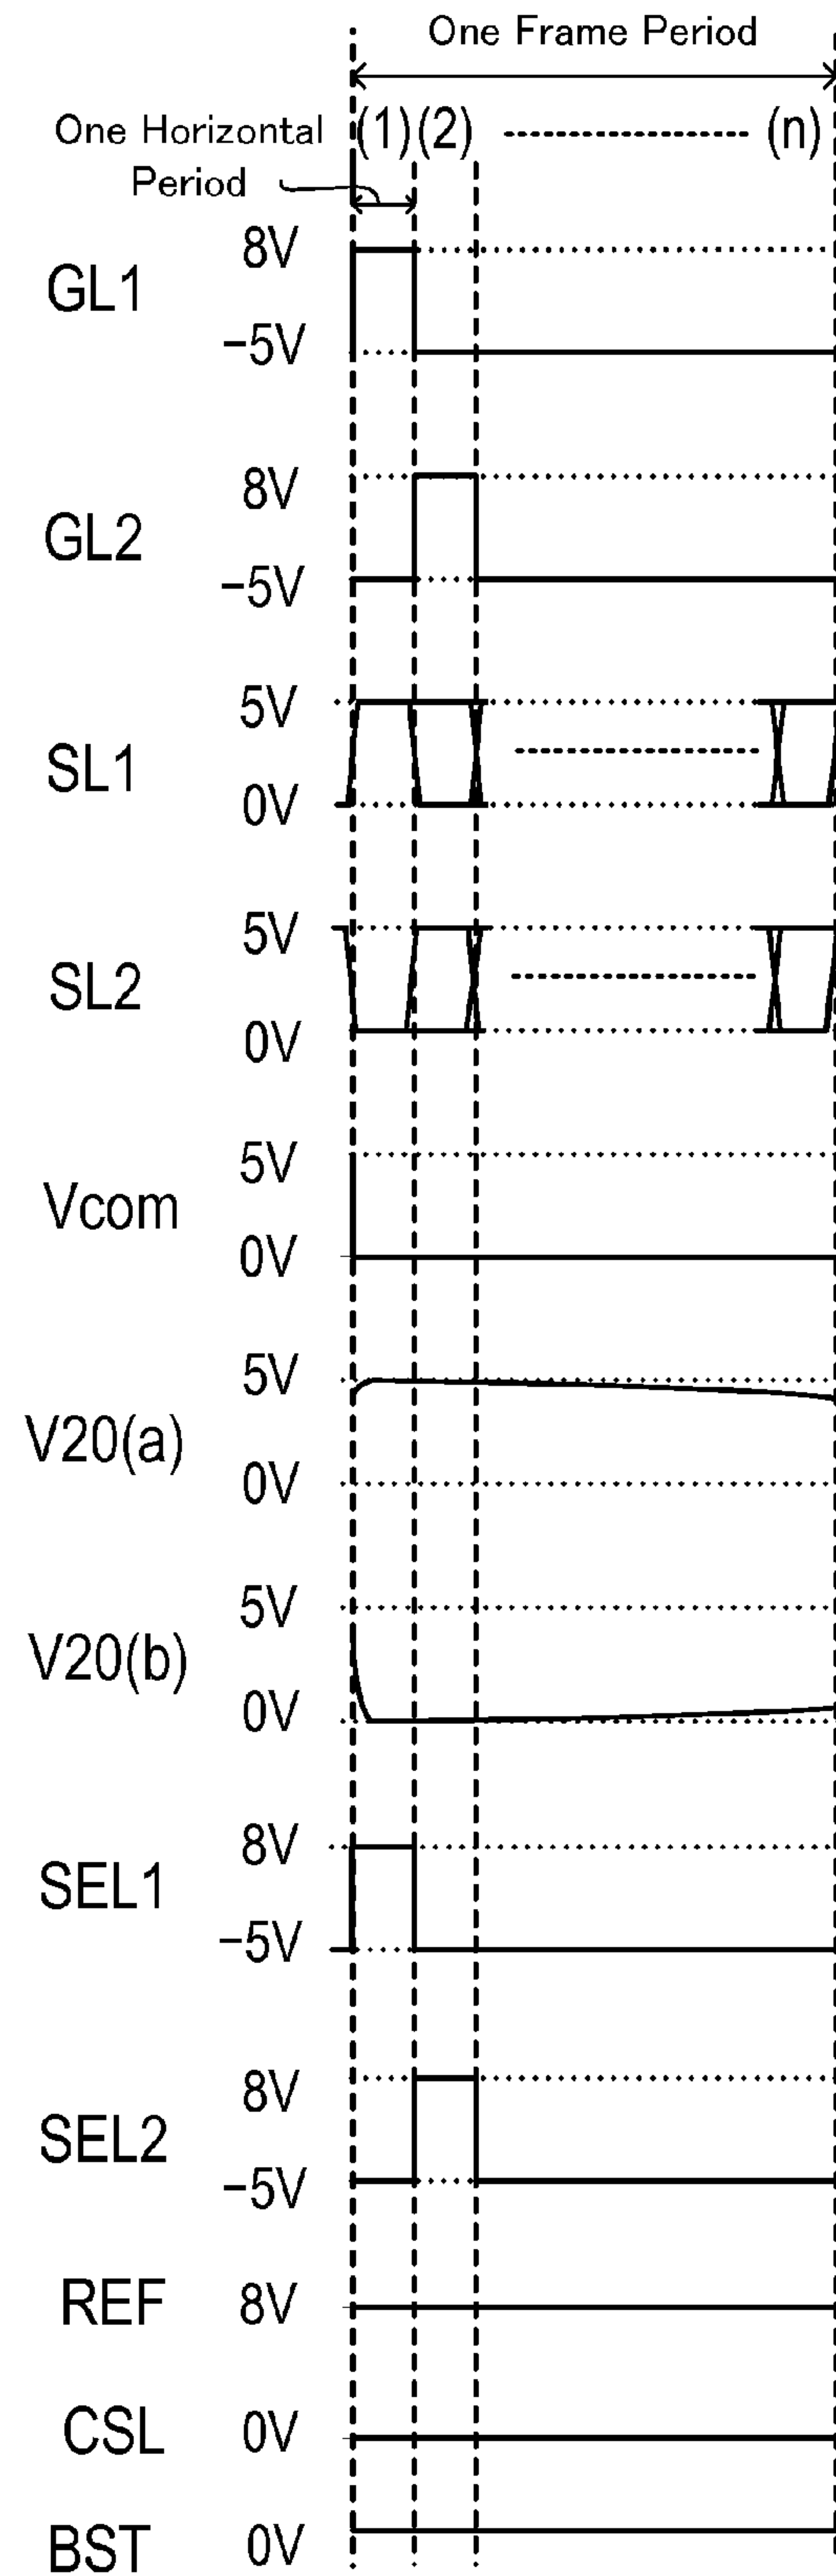 One Frame Period
One Horizontal (1) (2) (n)
Period
8V
GL1
−5V
8V
GL2
−5V
5V
SL1
0V
5V
SL2
0V
5V
Vcom
0V
5V
V20(a)
0V
5V
V20(b)
0V
8V
SEL1
−5V
8V
SEL2
−5V
REF 8V
CSL 0V
BST 0V